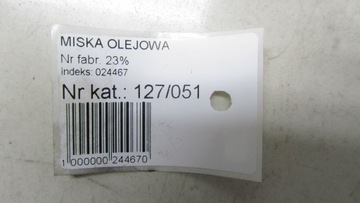 MISKA OLEJOWA
Nr fabr. 23%
indeks: 024467
Nr kat.: 127/051
1 000000 244670